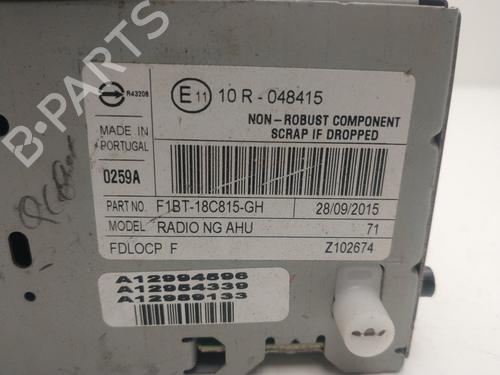 R43208
E 11 10 R - 048415
NON-ROBUST COMPONENT
SCRAP IF DROPPED
MADE IN
PORTUGAL
0259A
PART NO. F1BT-18C815-GH 28/09/2015
MODEL RADIO NG AHU 71
FDLOCP F Z102674
A12994596
A12954339
A12989133
B-PARTS